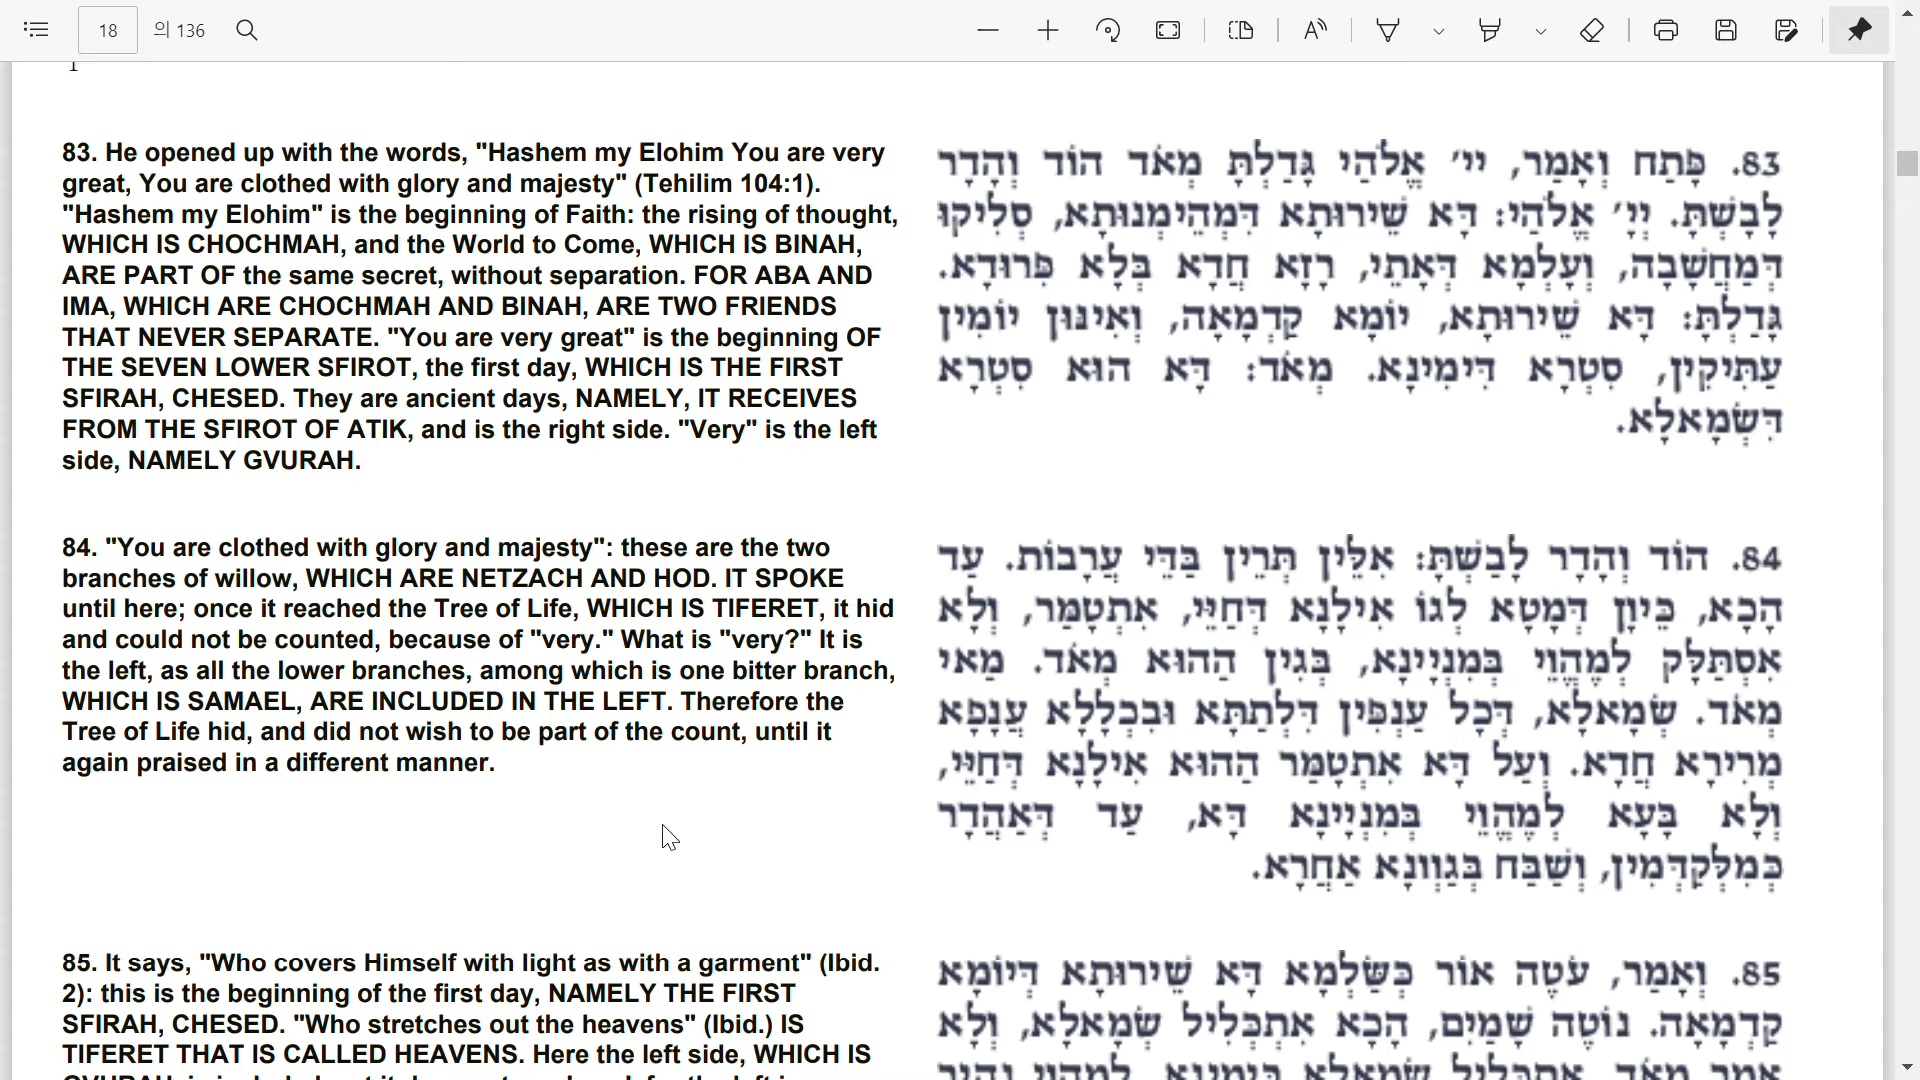 18
의 136
1
83. He opened up with the words, "Hashem my Elohim You are very
great, You are clothed with glory and majesty" (Tehilim 104:1).
"Hashem my Elohim" is the beginning of Faith: the rising of thought,
WHICH IS CHOCHMAH, and the World to Come, WHICH IS BINAH,
ARE PART OF the same secret, without separation. FOR ABA AND
IMA, WHICH ARE CHOCHMAH AND BINAH, ARE TWO FRIENDS
THAT NEVER SEPARATE. "You are very great" is the beginning OF
THE SEVEN LOWER SFIROT, the first day, WHICH IS THE FIRST
SFIRAH, CHESED. They are ancient days, NAMELY, IT RECEIVES
FROM THE SFIROT OF ATIK, and is the right side. "Very" is the left
side, NAMELY GVURAH.
83. פָּתַח וְאָמַר, יי' אֱלֹהַי גָּדַלְתָּ מְאֹד הוֹד וְהָדָר
לָבָשְׁתָּ. יְיָ' אֱלֹהַי: דָּא שֵׁירוּתָא דִּמְהֵימְנוּתָא, סְלִיקוּ
דְּמַחֲשָׁבָה, וְעָלְמָא דְּאָתֵי, רָזָא חֲדָא בְּלָא פִּרוּדָא.
גָּדַלְתָּ: דָּא שֵׁירוּתָא, יוֹמָא קַדְמָאָה, וְאִינּוּן יוֹמִין
עַתִּיקִין, סִטְרָא דִּימִינָא. מְאֹד: דָּא הוּא סִטְרָא
דִּשְׂמָאלָא.
84. "You are clothed with glory and majesty": these are the two
branches of willow, WHICH ARE NETZACH AND HOD. IT SPOKE
until here; once it reached the Tree of Life, WHICH IS TIFERET, it hid
and could not be counted, because of "very." What is "very?" It is
the left, as all the lower branches, among which is one bitter branch,
WHICH IS SAMAEL, ARE INCLUDED IN THE LEFT. Therefore the
Tree of Life hid, and did not wish to be part of the count, until it
again praised in a different manner.
84. הוֹד וְהָדָר לָבַשְׁתָּ: אִלֵּין תְּרֵין בַּדֵּי עֲרָבוֹת. עַד
הָכָא, כֵּיוָן דְּמָטָא לְגוֹ אִילָנָא דְּחַיֵּי, אִתְטָמַּר, וְלָא
אִסְתַּלָּק לְמֶהֱוֵי בְּמִנְיָינָא, בְּגִין הַהוּא מְאֹד. מַאי
מְאֹד. שְׂמָאלָא, דְּכָל עַנְפִּין דִּלְתַתָּא וּבִכְלָלָא עֲנָפָא
מְרִירָא חֲדָא. וְעַל דָּא אִתְטָמַּר הַהוּא אִילָנָא דְּחַיֵּי,
וְלָא בָּעָא לְמֶהֱוֵי בְּמִנְיָינָא דָּא, עַד דְּאַהֲדָר
כְּמִלְּקַדְּמִין, וְשַׁבַּח בְּגַוְונָא אַחֲרָא.
85. It says, "Who covers Himself with light as with a garment" (Ibid.
2): this is the beginning of the first day, NAMELY THE FIRST
SFIRAH, CHESED. "Who stretches out the heavens" (Ibid.) IS
TIFERET THAT IS CALLED HEAVENS. Here the left side, WHICH IS
85. וְאָמַר, עֹטֶה אוֹר כַּשַּׂלְמָא דָּא שֵׁירוּתָא דְּיוֹמָא
קַדְמָאָה. נוֹטֶה שָׁמַיִם, הָכָא אִתְכְּלִיל שְׂמָאלָא, וְלָא